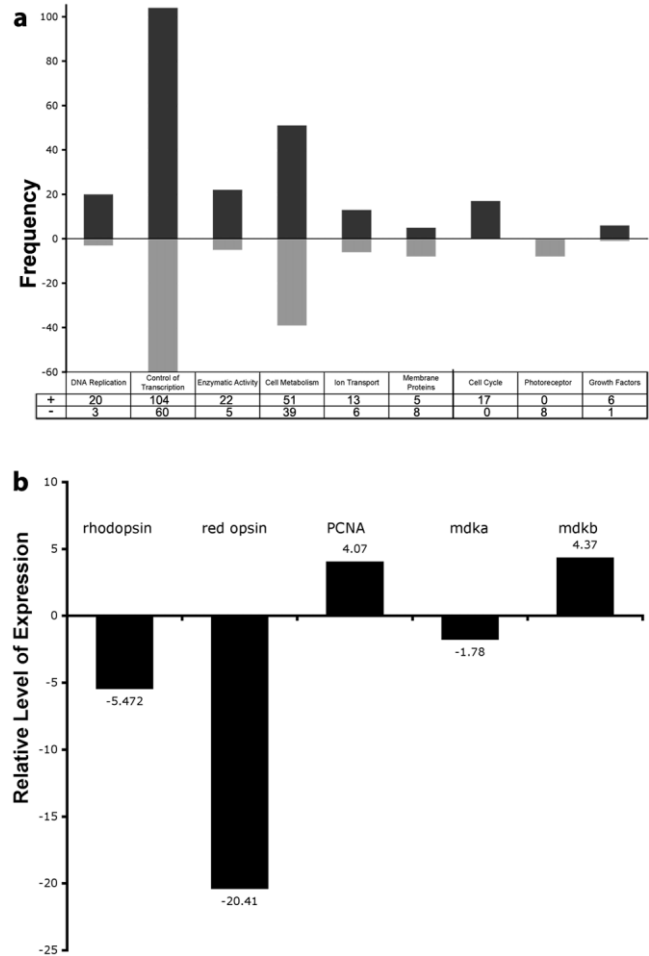 a
Frequency
100
80
60
40
20
0
-20
-40
-60
DNA Replication Control of Transcription Enzymatic Activity Cell Metabolism Ion Transport Membrane Proteins Cell Cycle Photoreceptor Growth Factors
+ 20 104 22 51 13 5 17 0 6
- 3 60 5 39 6 8 0 8 1
b
Relative Level of Expression
10
5
0
-5
-10
-15
-20
-25
rhodopsin red opsin PCNA mdka mdkb
4.07 4.37
-1.78
-5.472
-20.41